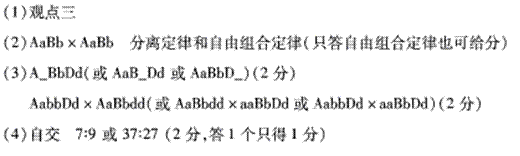 (1)观点三
(2)AaBb×AaBb 分离定律和自由组合定律(只答自由组合定律也可给分)
(3)A_BbDd(或 AaB_Dd 或 AaBbD_)(2 分)
AabbDd×AaBbdd(或 AaBbdd×aaBbDd 或 AabbDd×aaBbDd)(2 分)
(4)自交 7:9 或 37:27 (2 分,答 1 个只得 1 分)